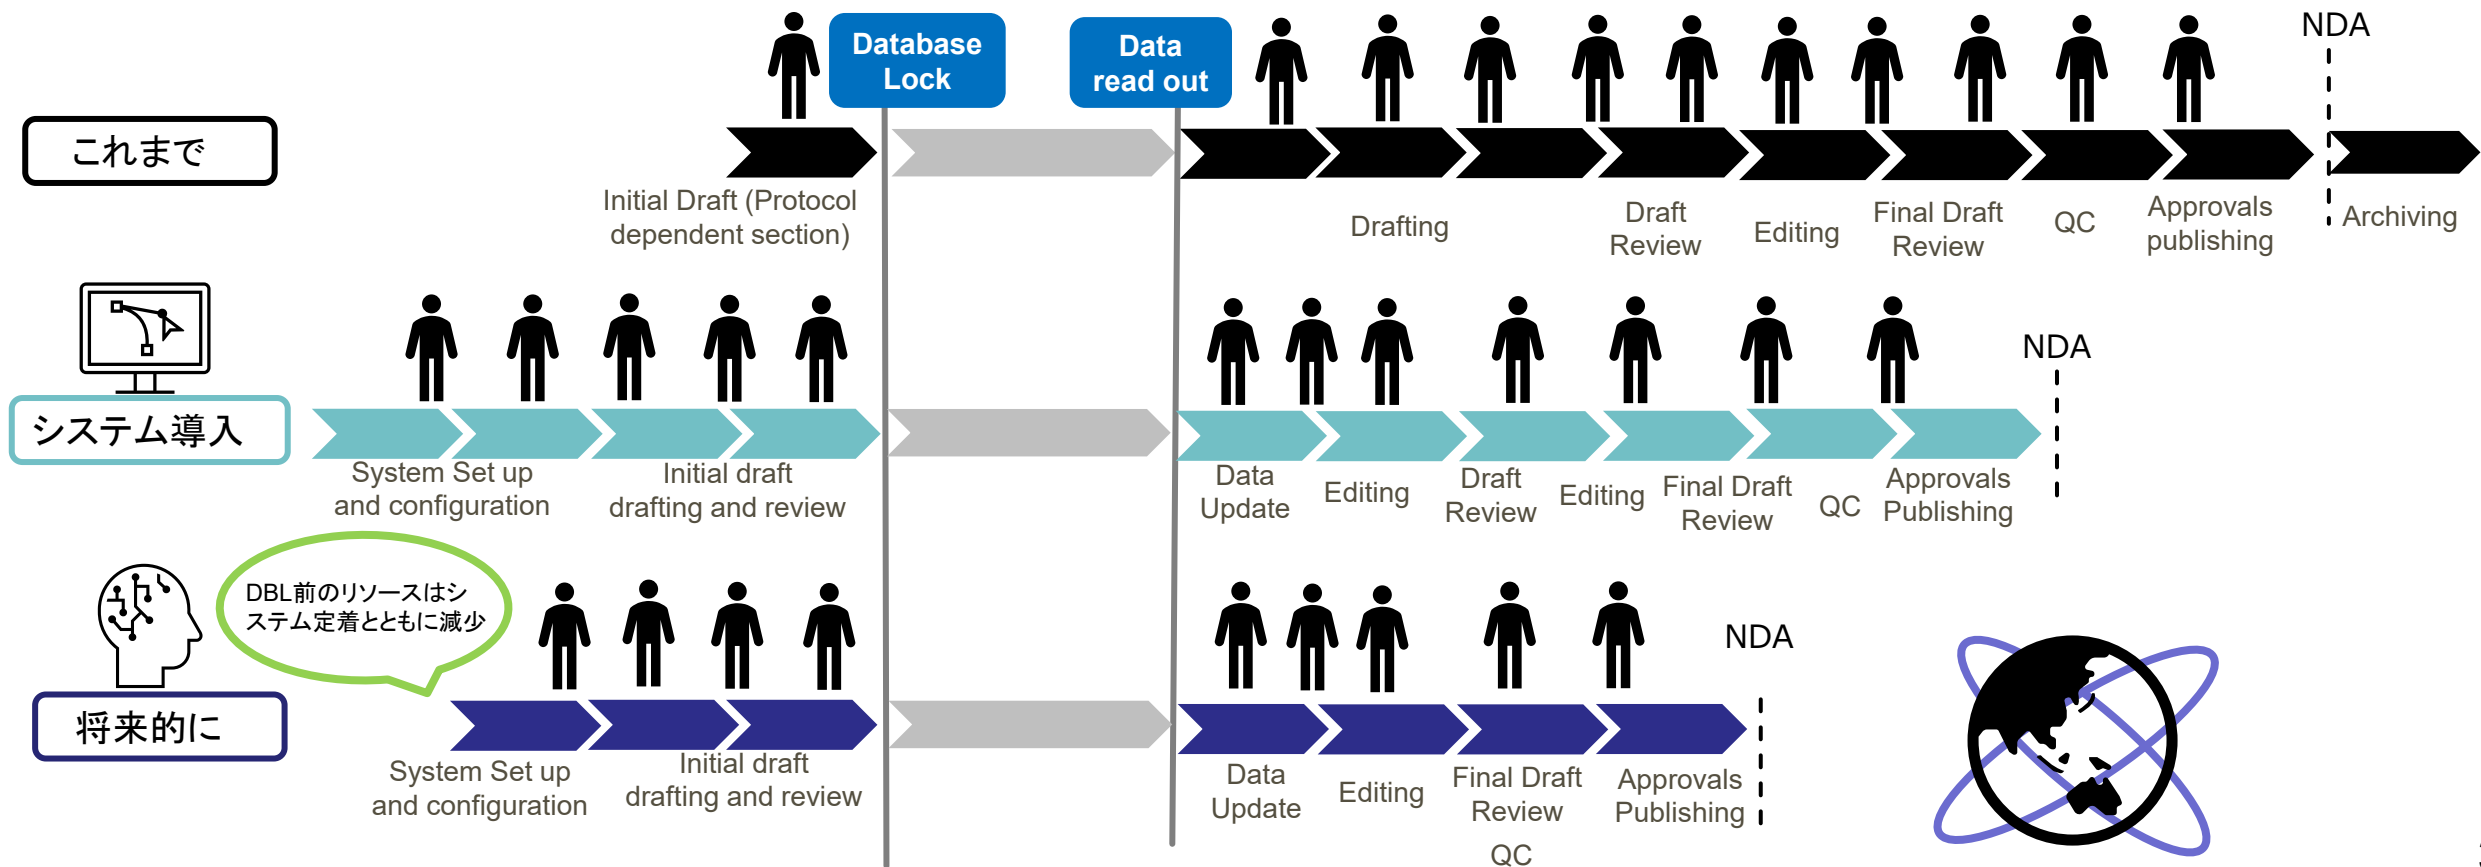 Database
Lock
Data
read out
NDA
これまで
Initial Draft (Protocol
dependent section)
Drafting
Draft
Review
Editing
Final Draft
Review
QC
Approvals
publishing
Archiving
NDA
システム導入
System Set up
and configuration
Initial draft
drafting and review
Data
Update
Editing
Draft
Review
Editing
Final Draft
Review
QC
Approvals
Publishing
DBL前のリソースはシ
ステム定着とともに減少
NDA
将来的に
System Set up
and configuration
Initial draft
drafting and review
Data
Update
Editing
Final Draft
Review
QC
Approvals
Publishing